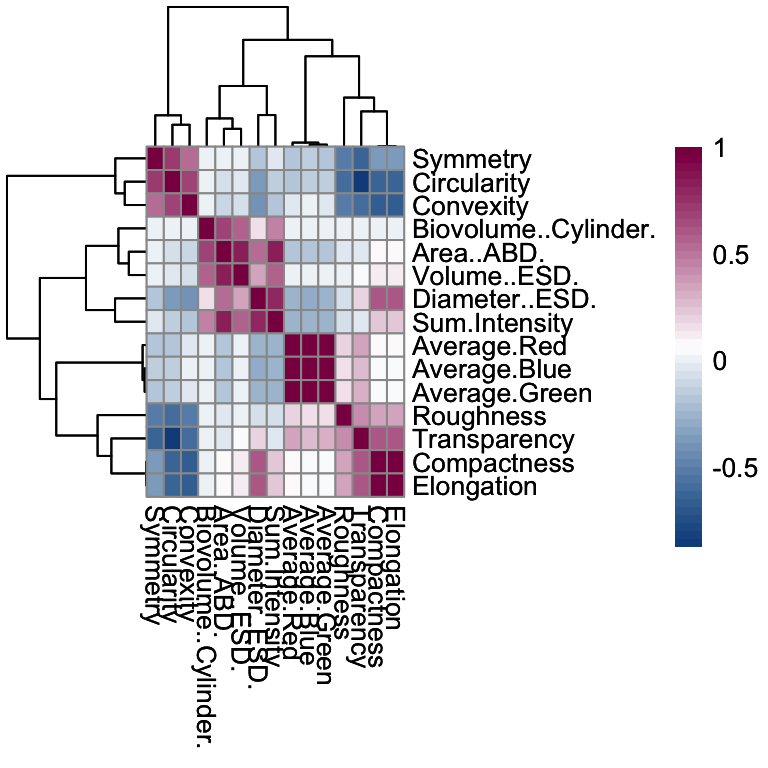 Symmetry
Circularity
Convexity
Biovolume..Cylinder.
Area..ABD.
Volume..ESD.
Diameter..ESD.
Sum.Intensity
Average.Red
Average.Blue
Average.Green
Roughness
Transparency
Compactness
Elongation
1
0.5
0
-0.5
Symmetry
Circularity
Convexity
Biovolume..Cylinder.
Area..ABD.
Volume..ESD.
Diameter..ESD.
Sum.Intensity
Average.Red
Average.Blue
Average.Green
Roughness
Transparency
Compactness
Elongation